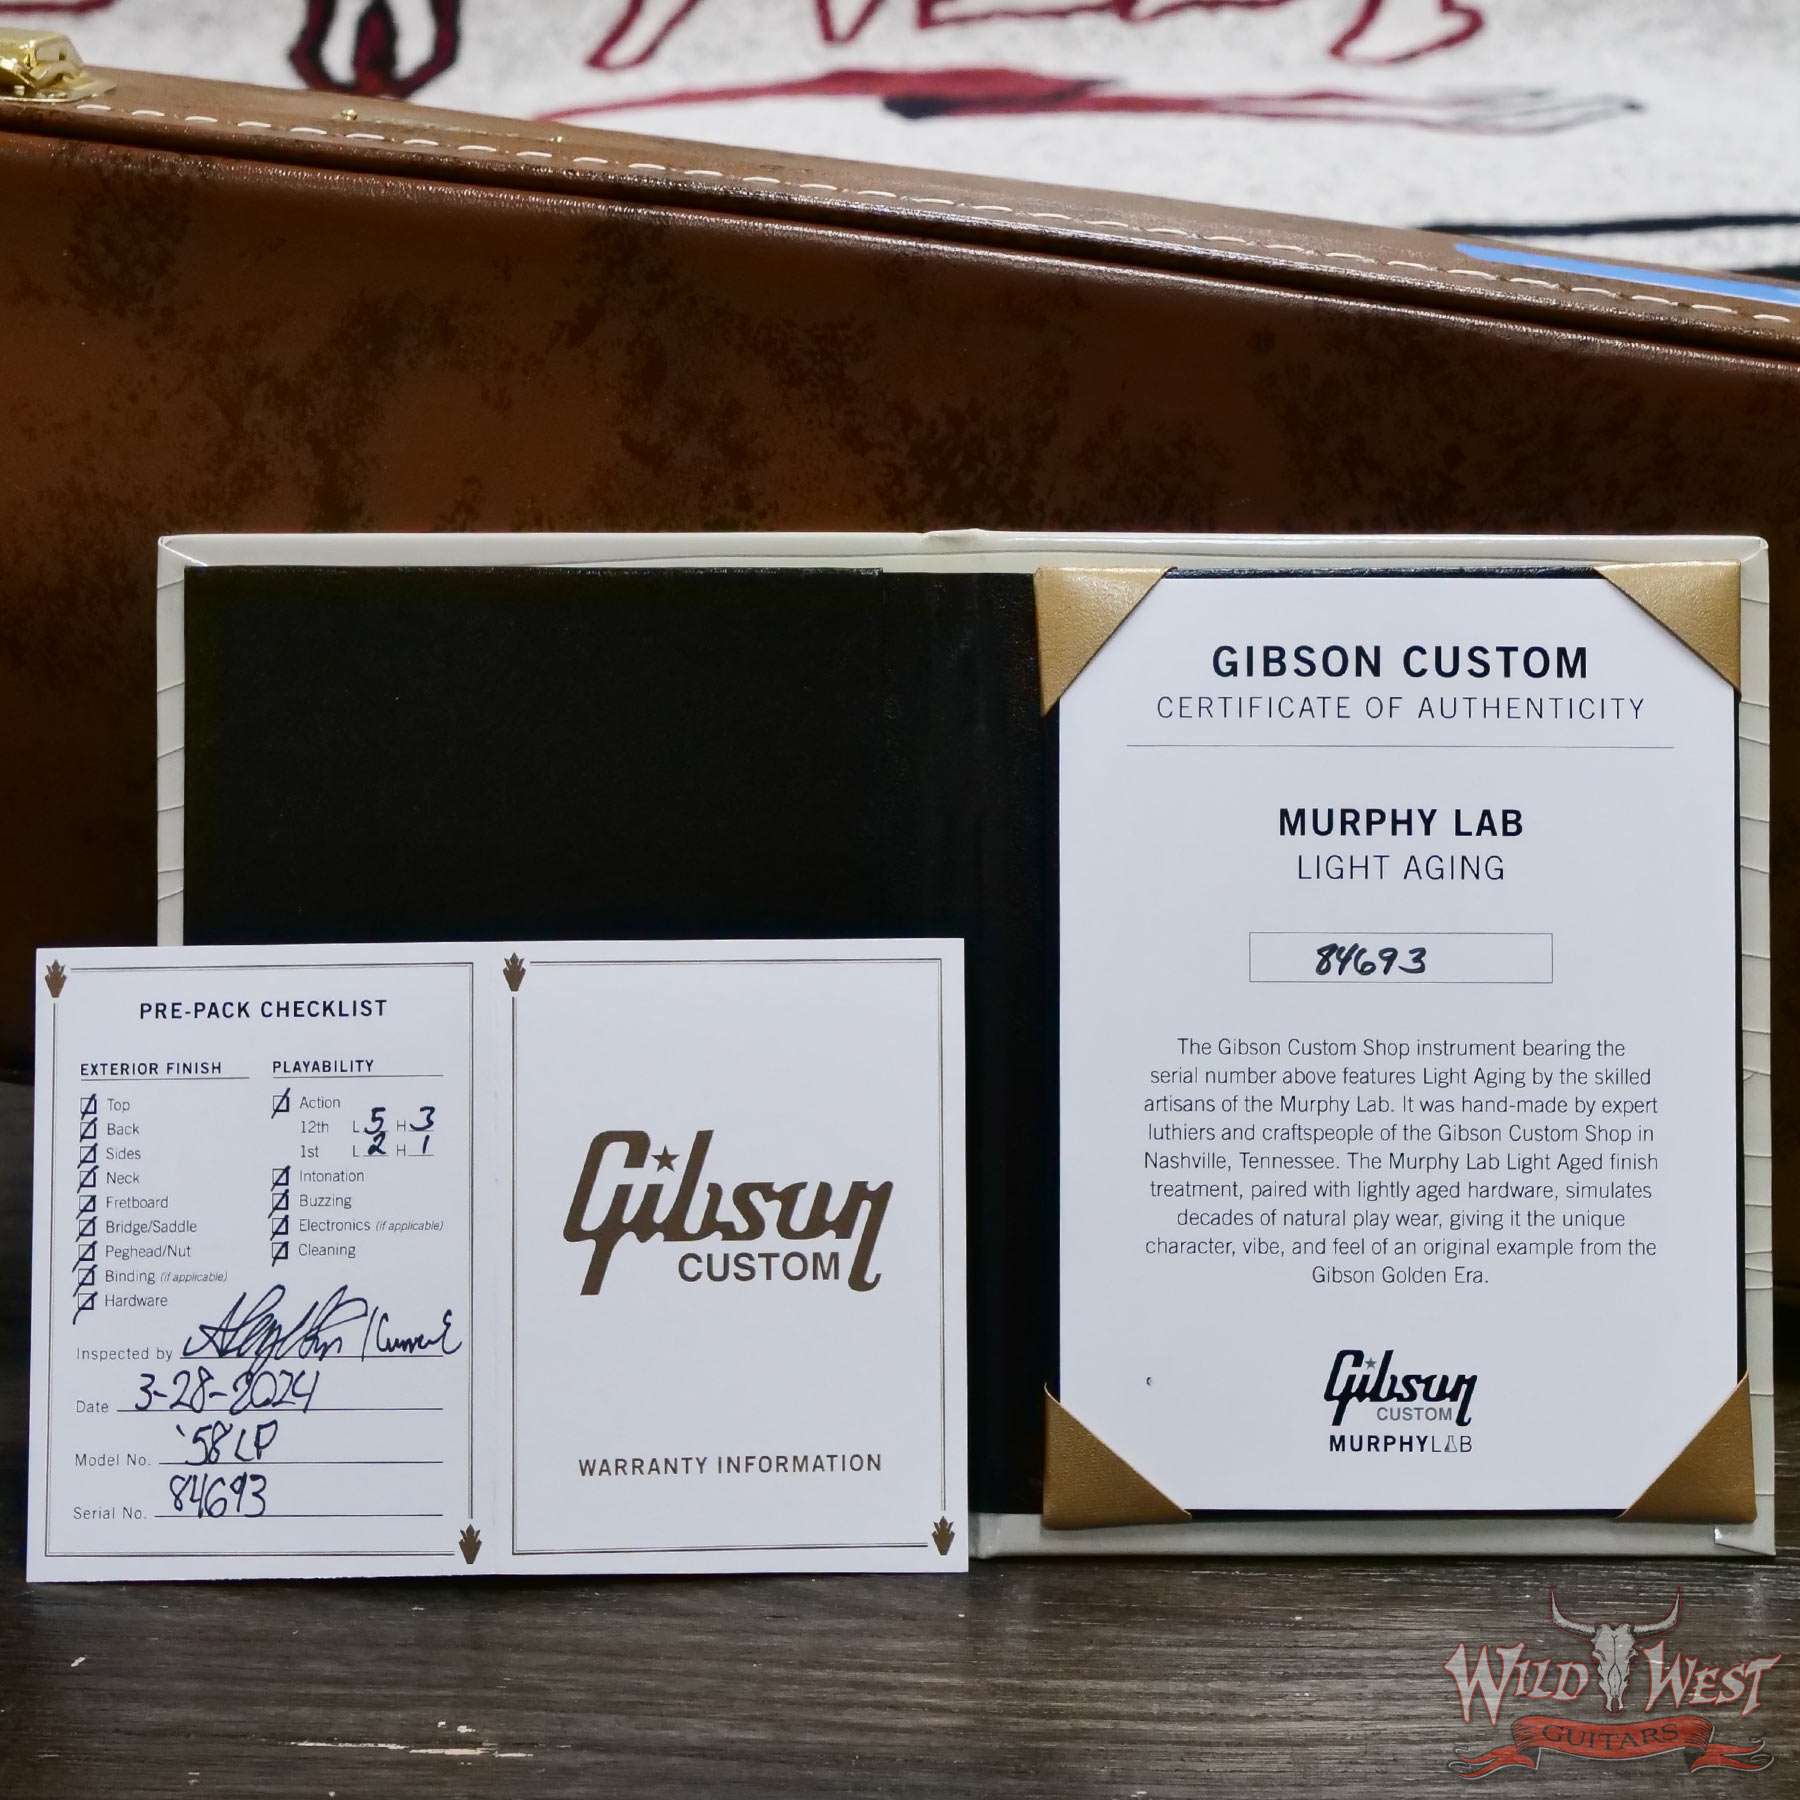 PRE-PACK CHECKLIST
EXTERIOR FINISH
Top
Back
Sides
Neck
Fretboard
Bridge/Saddle
Peghead/Nut
Binding (if applicable)
Hardware
PLAYABILITY
Action
12th L 5 H 3
1st L 2 H 1
Intonation
Buzzing
Electronics (if applicable)
Cleaning
Inspected by
Date 3-28-2024
Model No. '58 LP
Serial No. 84693
Gibson
CUSTOM
WARRANTY INFORMATION
GIBSON CUSTOM
CERTIFICATE OF AUTHENTICITY
MURPHY LAB
LIGHT AGING
84693
The Gibson Custom Shop instrument bearing the
serial number above features Light Aging by the skilled
artisans of the Murphy Lab. It was hand-made by expert
luthiers and craftspeople of the Gibson Custom Shop in
Nashville, Tennessee. The Murphy Lab Light Aged finish
treatment, paired with lightly aged hardware, simulates
decades of natural play wear, giving it the unique
character, vibe, and feel of an original example from the
Gibson Golden Era.
Gibson
CUSTOM
MURPHYLAB
WILD WEST
GUITARS